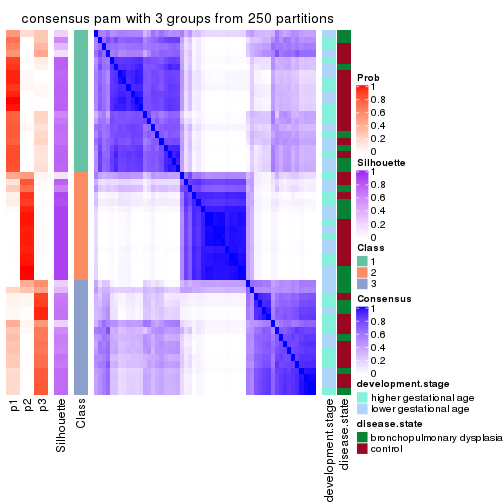 consensus pam with 3 groups from 250 partitions
Prob
1
0.8
0.6
0.4
0.2
0
Silhouette
1
0.8
0.6
0.4
0.2
0
Class
1
2
3
Consensus
1
0.8
0.6
0.4
0.2
0
development.stage
higher gestational age
lower gestational age
disease.state
bronchopulmonary dysplasia
control
p1
p2
p3
Silhouette
Class
development.stage
disease.state